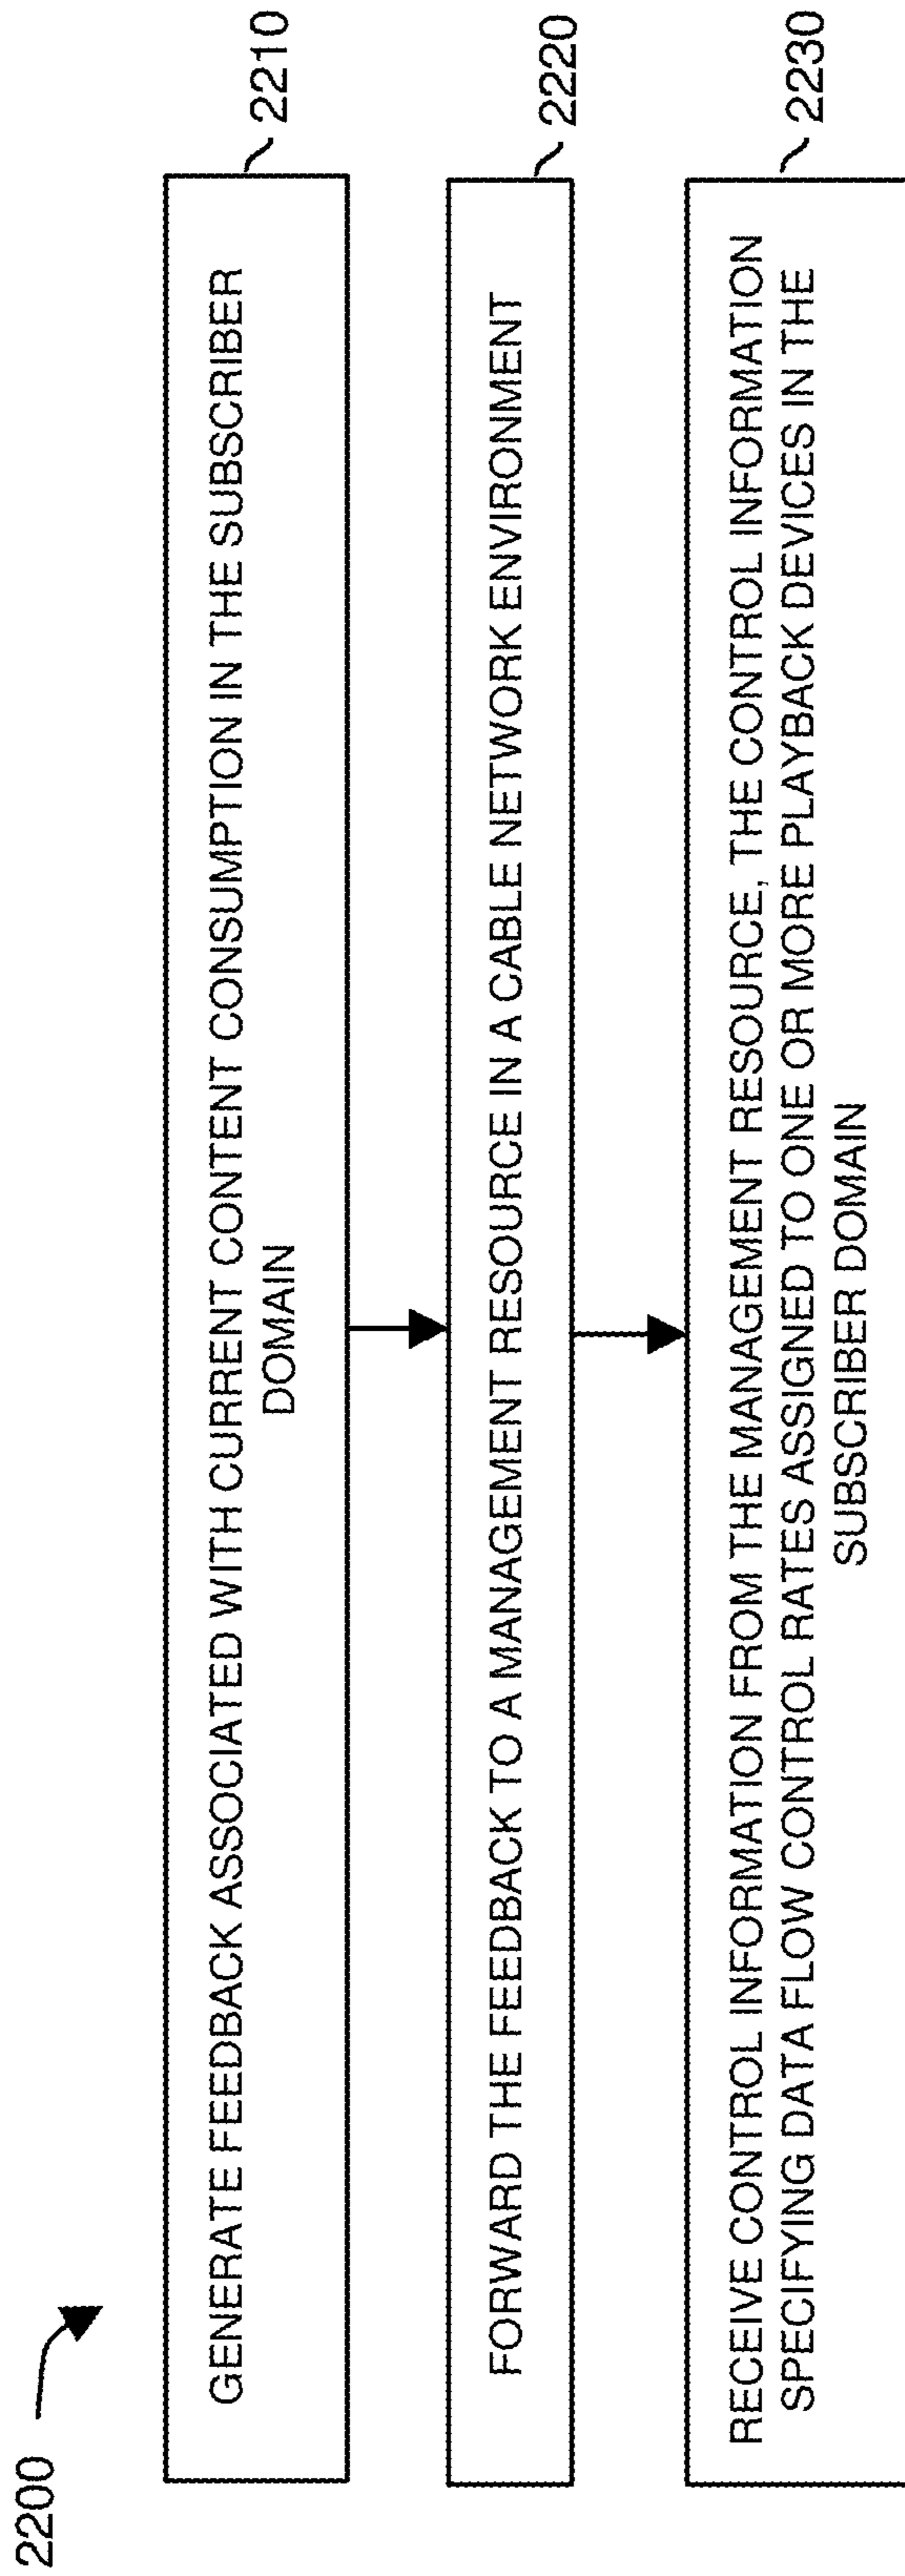 2200
GENERATE FEEDBACK ASSOCIATED WITH CURRENT CONTENT CONSUMPTION IN THE SUBSCRIBER
DOMAIN
2210
FORWARD THE FEEDBACK TO A MANAGEMENT RESOURCE IN A CABLE NETWORK ENVIRONMENT
2220
RECEIVE CONTROL INFORMATION FROM THE MANAGEMENT RESOURCE, THE CONTROL INFORMATION
SPECIFYING DATA FLOW CONTROL RATES ASSIGNED TO ONE OR MORE PLAYBACK DEVICES IN THE
SUBSCRIBER DOMAIN
2230